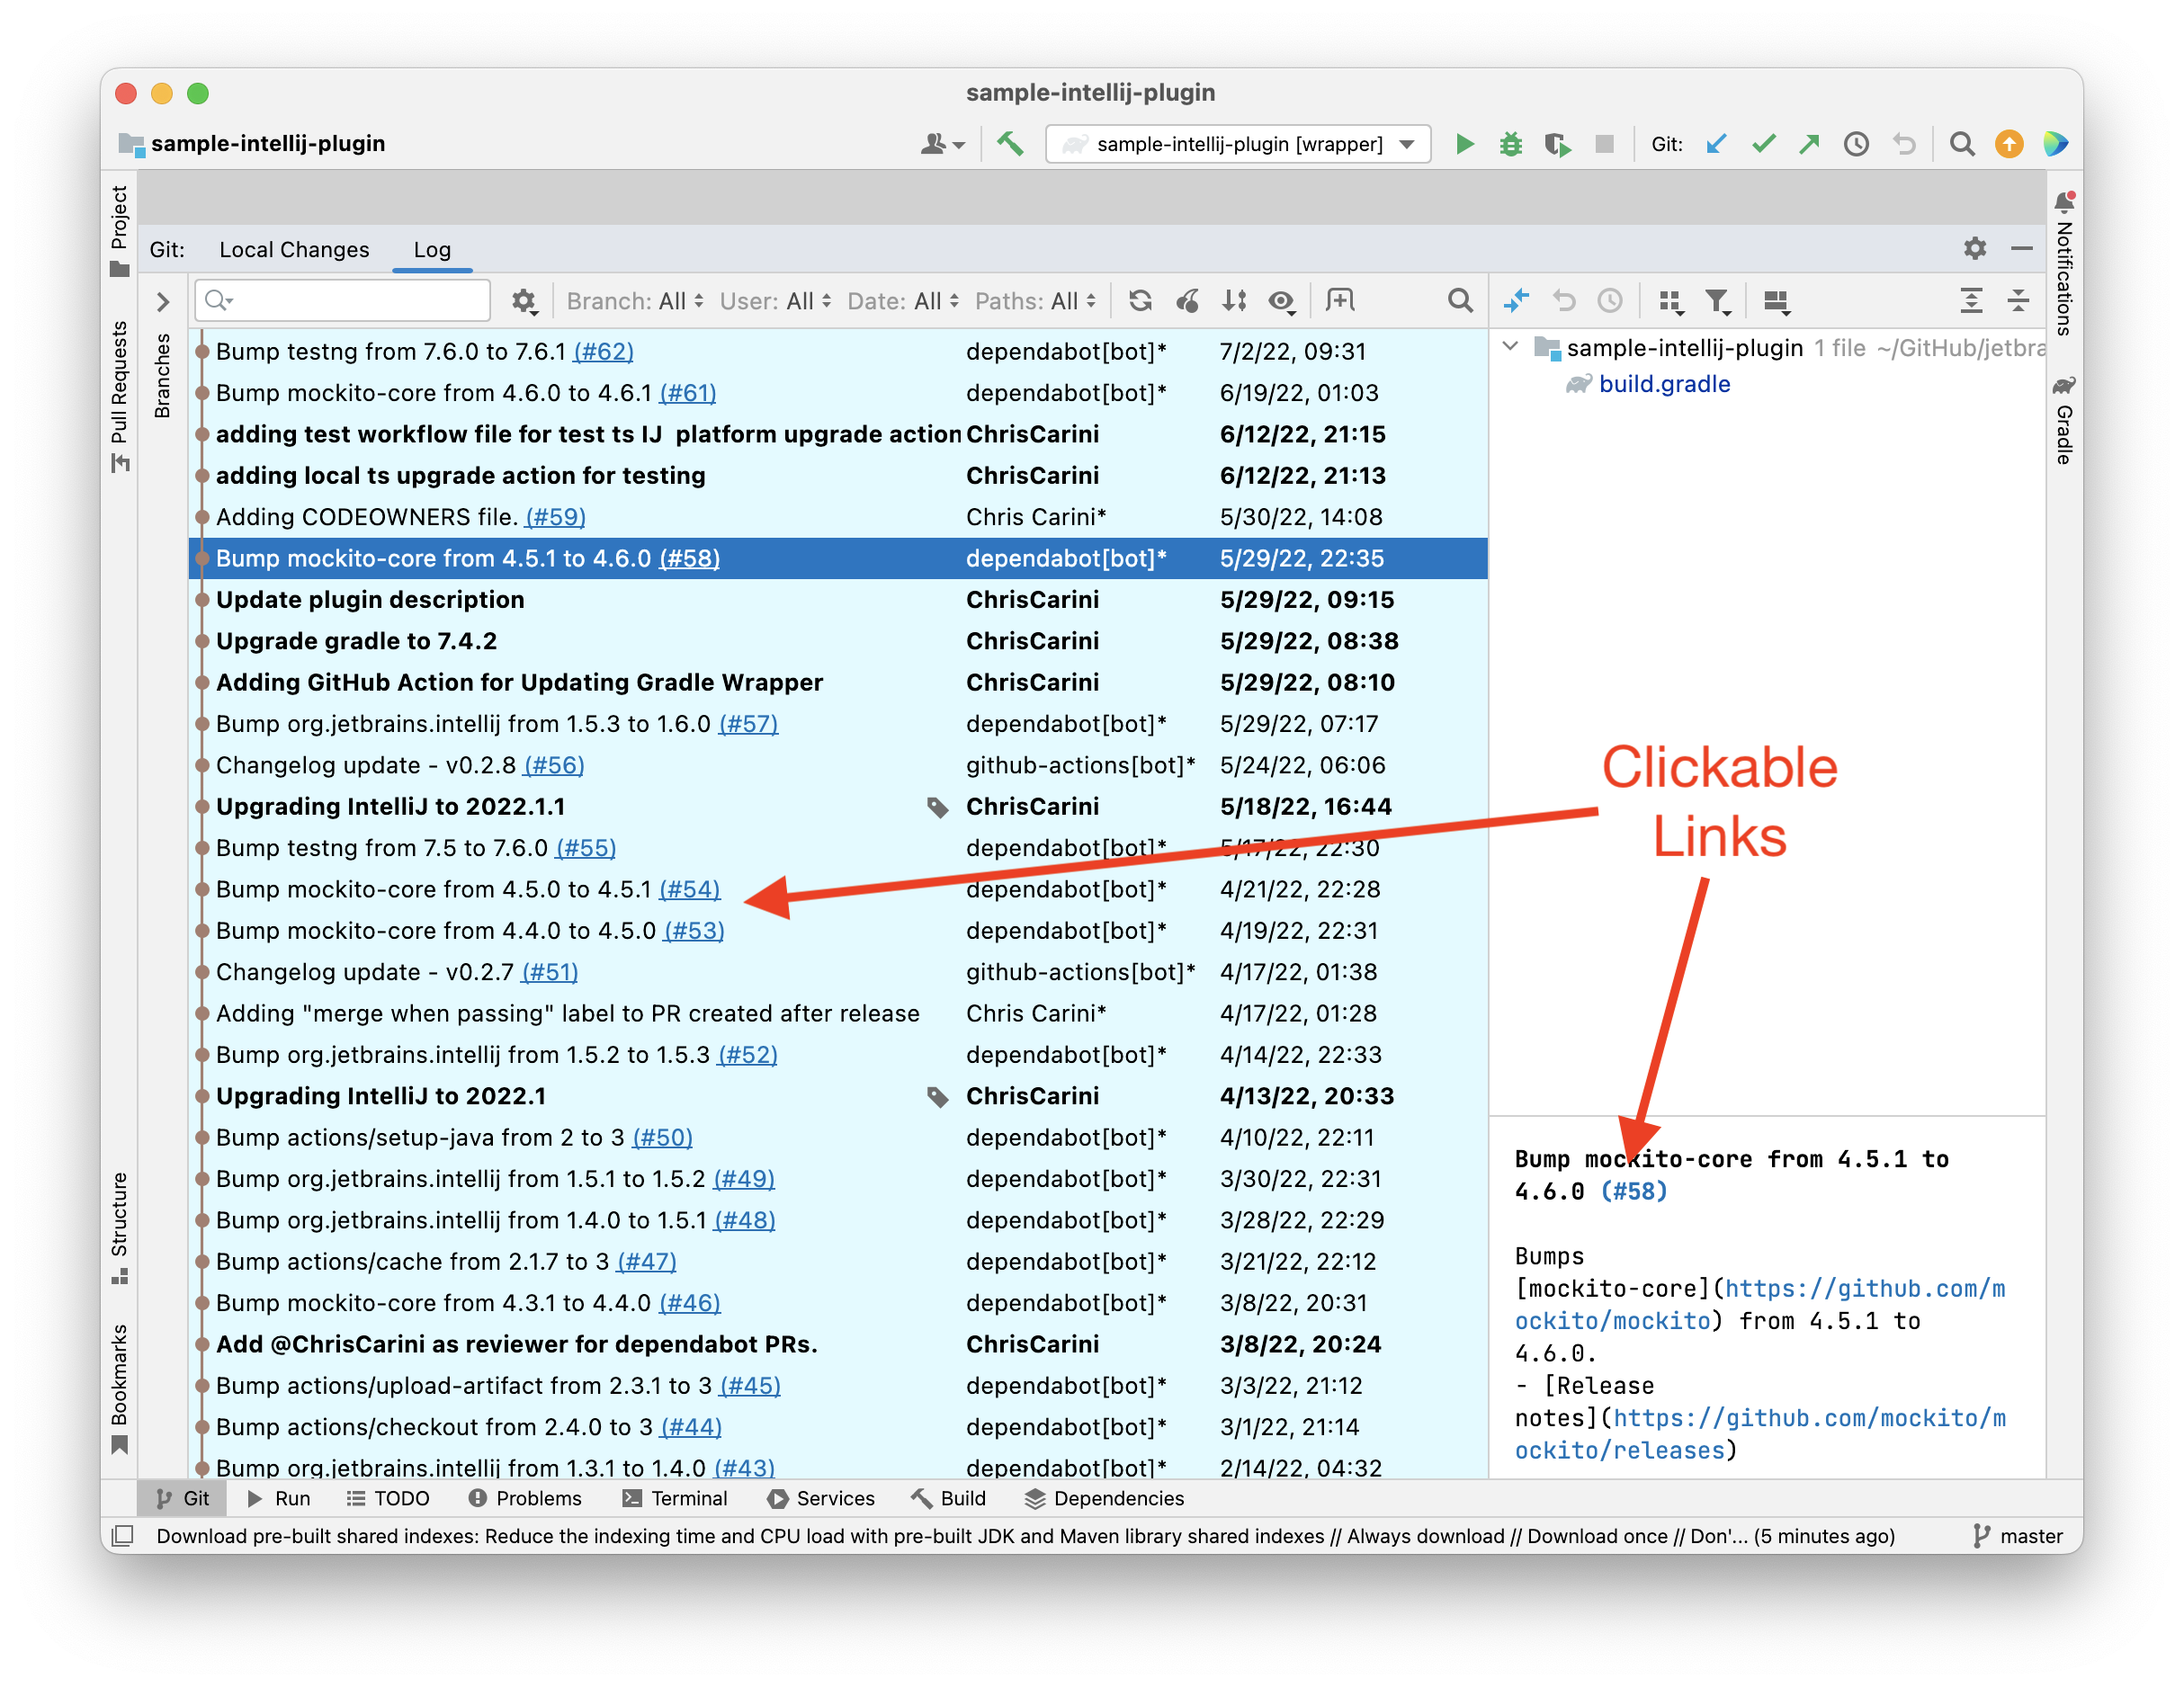 sample-intellij-plugin
sample-intellij-plugin
sample-intellij-plugin [wrapper]
Git:
Project
Pull Requests
Structure
Bookmarks
Notifications
Gradle
Git: Local Changes Log
Branches
Branch: All User: All Date: All Paths: All
Bump testng from 7.6.0 to 7.6.1 (#62) dependabot[bot]* 7/2/22, 09:31
Bump mockito-core from 4.6.0 to 4.6.1 (#61) dependabot[bot]* 6/19/22, 01:03
adding test workflow file for test ts IJ  platform upgrade action ChrisCarini 6/12/22, 21:15
adding local ts upgrade action for testing ChrisCarini 6/12/22, 21:13
Adding CODEOWNERS file. (#59) Chris Carini* 5/30/22, 14:08
Bump mockito-core from 4.5.1 to 4.6.0 (#58) dependabot[bot]* 5/29/22, 22:35
Update plugin description ChrisCarini 5/29/22, 09:15
Upgrade gradle to 7.4.2 ChrisCarini 5/29/22, 08:38
Adding GitHub Action for Updating Gradle Wrapper ChrisCarini 5/29/22, 08:10
Bump org.jetbrains.intellij from 1.5.3 to 1.6.0 (#57) dependabot[bot]* 5/29/22, 07:17
Changelog update - v0.2.8 (#56) github-actions[bot]* 5/24/22, 06:06
Upgrading IntelliJ to 2022.1.1 ChrisCarini 5/18/22, 16:44
Bump testng from 7.5 to 7.6.0 (#55) dependabot[bot]* 5/17/22, 22:30
Bump mockito-core from 4.5.0 to 4.5.1 (#54) dependabot[bot]* 4/21/22, 22:28
Bump mockito-core from 4.4.0 to 4.5.0 (#53) dependabot[bot]* 4/19/22, 22:31
Changelog update - v0.2.7 (#51) github-actions[bot]* 4/17/22, 01:38
Adding "merge when passing" label to PR created after release Chris Carini* 4/17/22, 01:28
Bump org.jetbrains.intellij from 1.5.2 to 1.5.3 (#52) dependabot[bot]* 4/14/22, 22:33
Upgrading IntelliJ to 2022.1 ChrisCarini 4/13/22, 20:33
Bump actions/setup-java from 2 to 3 (#50) dependabot[bot]* 4/10/22, 22:11
Bump org.jetbrains.intellij from 1.5.1 to 1.5.2 (#49) dependabot[bot]* 3/30/22, 22:31
Bump org.jetbrains.intellij from 1.4.0 to 1.5.1 (#48) dependabot[bot]* 3/28/22, 22:29
Bump actions/cache from 2.1.7 to 3 (#47) dependabot[bot]* 3/21/22, 22:12
Bump mockito-core from 4.3.1 to 4.4.0 (#46) dependabot[bot]* 3/8/22, 20:31
Add @ChrisCarini as reviewer for dependabot PRs. ChrisCarini 3/8/22, 20:24
Bump actions/upload-artifact from 2.3.1 to 3 (#45) dependabot[bot]* 3/3/22, 21:12
Bump actions/checkout from 2.4.0 to 3 (#44) dependabot[bot]* 3/1/22, 21:14
Bump org.jetbrains.intellij from 1.3.1 to 1.4.0 (#43) dependabot[bot]* 2/14/22, 04:32
sample-intellij-plugin 1 file ~/GitHub/jetbra
build.gradle
Clickable
Links
Bump mockito-core from 4.5.1 to
4.6.0 (#58)
Bumps
[mockito-core](https://github.com/m
ockito/mockito) from 4.5.1 to
4.6.0.
- [Release
notes](https://github.com/mockito/m
ockito/releases)
Git Run TODO Problems Terminal Services Build Dependencies
Download pre-built shared indexes: Reduce the indexing time and CPU load with pre-built JDK and Maven library shared indexes // Always download // Download once // Don'... (5 minutes ago) master